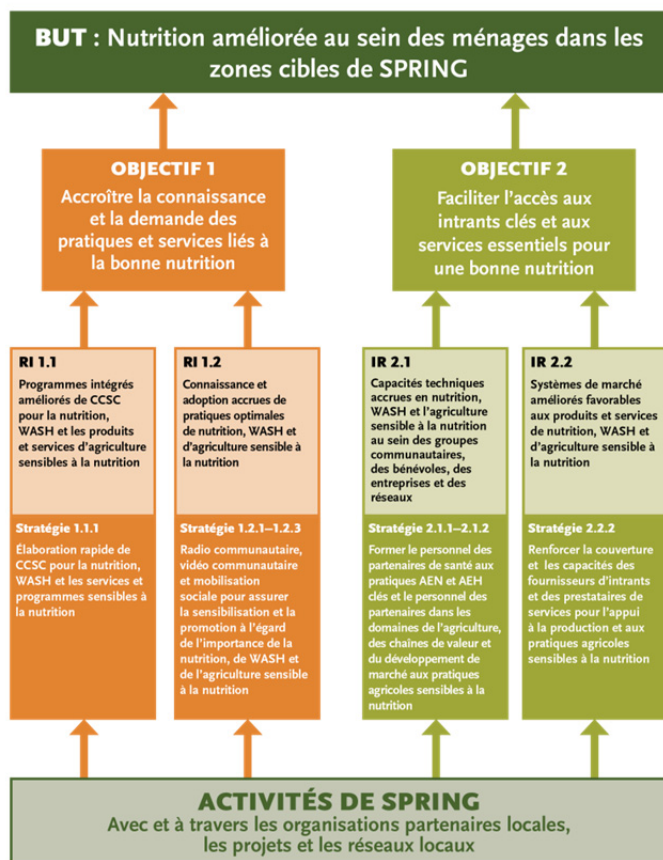 BUT : Nutrition améliorée au sein des ménages dans les
zones cibles de SPRING
OBJECTIF 1
Accroître la connaissance
et la demande des
pratiques et services liés à
la bonne nutrition
OBJECTIF 2
Faciliter l'accès aux
intrants clés et aux
services essentiels pour
une bonne nutrition
RI 1.1
Programmes intégrés
améliorés de CCSC
pour la nutrition,
WASH et les produits
et services d'agriculture
sensibles à la nutrition
Stratégie 1.1.1
Élaboration rapide de
CCSC pour la nutrition,
WASH et les services et
programmes sensibles à
la nutrition
RI 1.2
Connaissance et
adoption accrues de
pratiques optimales
de nutrition, WASH et
d'agriculture sensible à
la nutrition
Stratégie 1.2.1–1.2.3
Radio communautaire,
vidéo communautaire
et mobilisation
sociale pour assurer
la sensibilisation et la
promotion à l'égard
de l'importance de la
nutrition, de WASH et
de l'agriculture sensible
à la nutrition
IR 2.1
Capacités techniques
accrues en nutrition,
WASH et l'agriculture
sensible à la nutrition
au sein des groupes
communautaires,
des bénévoles, des
entreprises et des
réseaux
Stratégie 2.1.1–2.1.2
Former le personnel des
partenaires de santé aux
pratiques AEN et AEH
clés et le personnel des
partenaires dans les
domaines de l'agriculture,
des chaînes de valeur et
du développement de
marché aux pratiques
agricoles sensibles à la
nutrition
IR 2.2
Systèmes de marché
améliorés favorables
aux produits et services
de nutrition, WASH et
d'agriculture sensible à
la nutrition
Stratégie 2.2.2
Renforcer la couverture
et les capacités des
fournisseurs d'intrants
et des prestataires de
services pour l'appui
à la production et aux
pratiques agricoles
sensibles à la nutrition
ACTIVITÉS DE SPRING
Avec et à travers les organisations partenaires locales,
les projets et les réseaux locaux